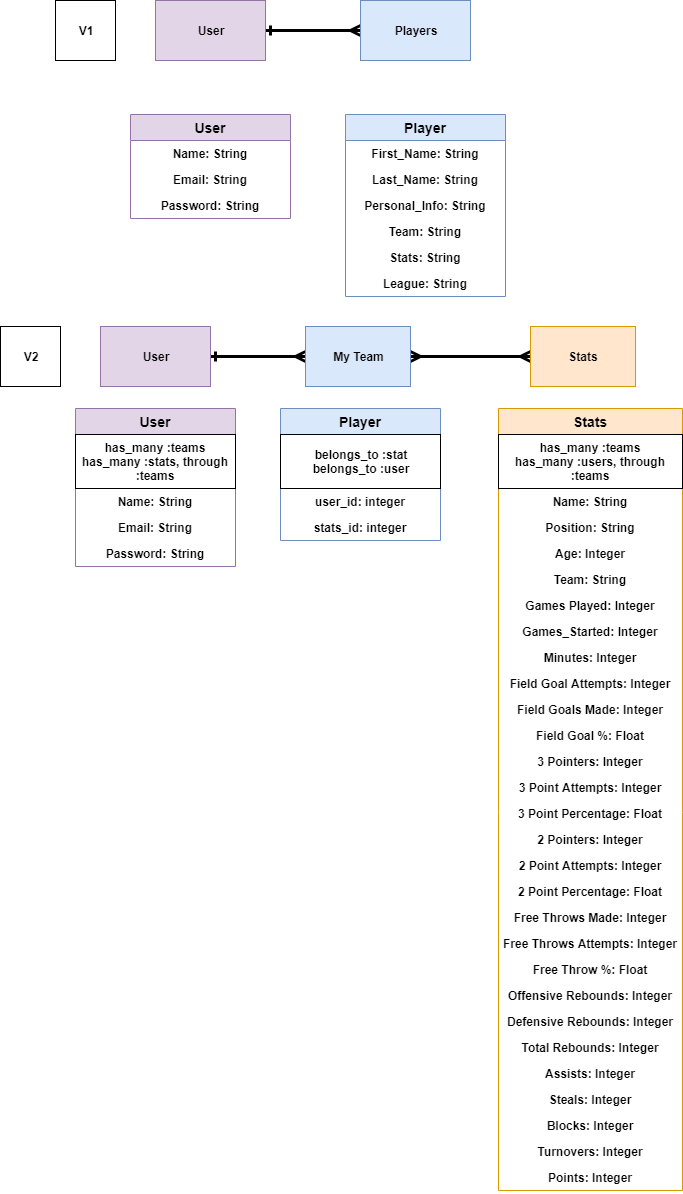 V1
User
Players
User
Name: String
Email: String
Password: String
Player
First_Name: String
Last_Name: String
Personal_Info: String
Team: String
Stats: String
League: String
V2
User
My Team
Stats
User
has_many :teams
has_many :stats, through
:teams
Name: String
Email: String
Password: String
Player
belongs_to :stat
belongs_to :user
user_id: integer
stats_id: integer
Stats
has_many :teams
has_many :users, through
:teams
Name: String
Position: String
Age: Integer
Team: String
Games Played: Integer
Games_Started: Integer
Minutes: Integer
Field Goal Attempts: Integer
Field Goals Made: Integer
Field Goal %: Float
3 Pointers: Integer
3 Point Attempts: Integer
3 Point Percentage: Float
2 Pointers: Integer
2 Point Attempts: Integer
2 Point Percentage: Float
Free Throws Made: Integer
Free Throws Attempts: Integer
Free Throw %: Float
Offensive Rebounds: Integer
Defensive Rebounds: Integer
Total Rebounds: Integer
Assists: Integer
Steals: Integer
Blocks: Integer
Turnovers: Integer
Points: Integer